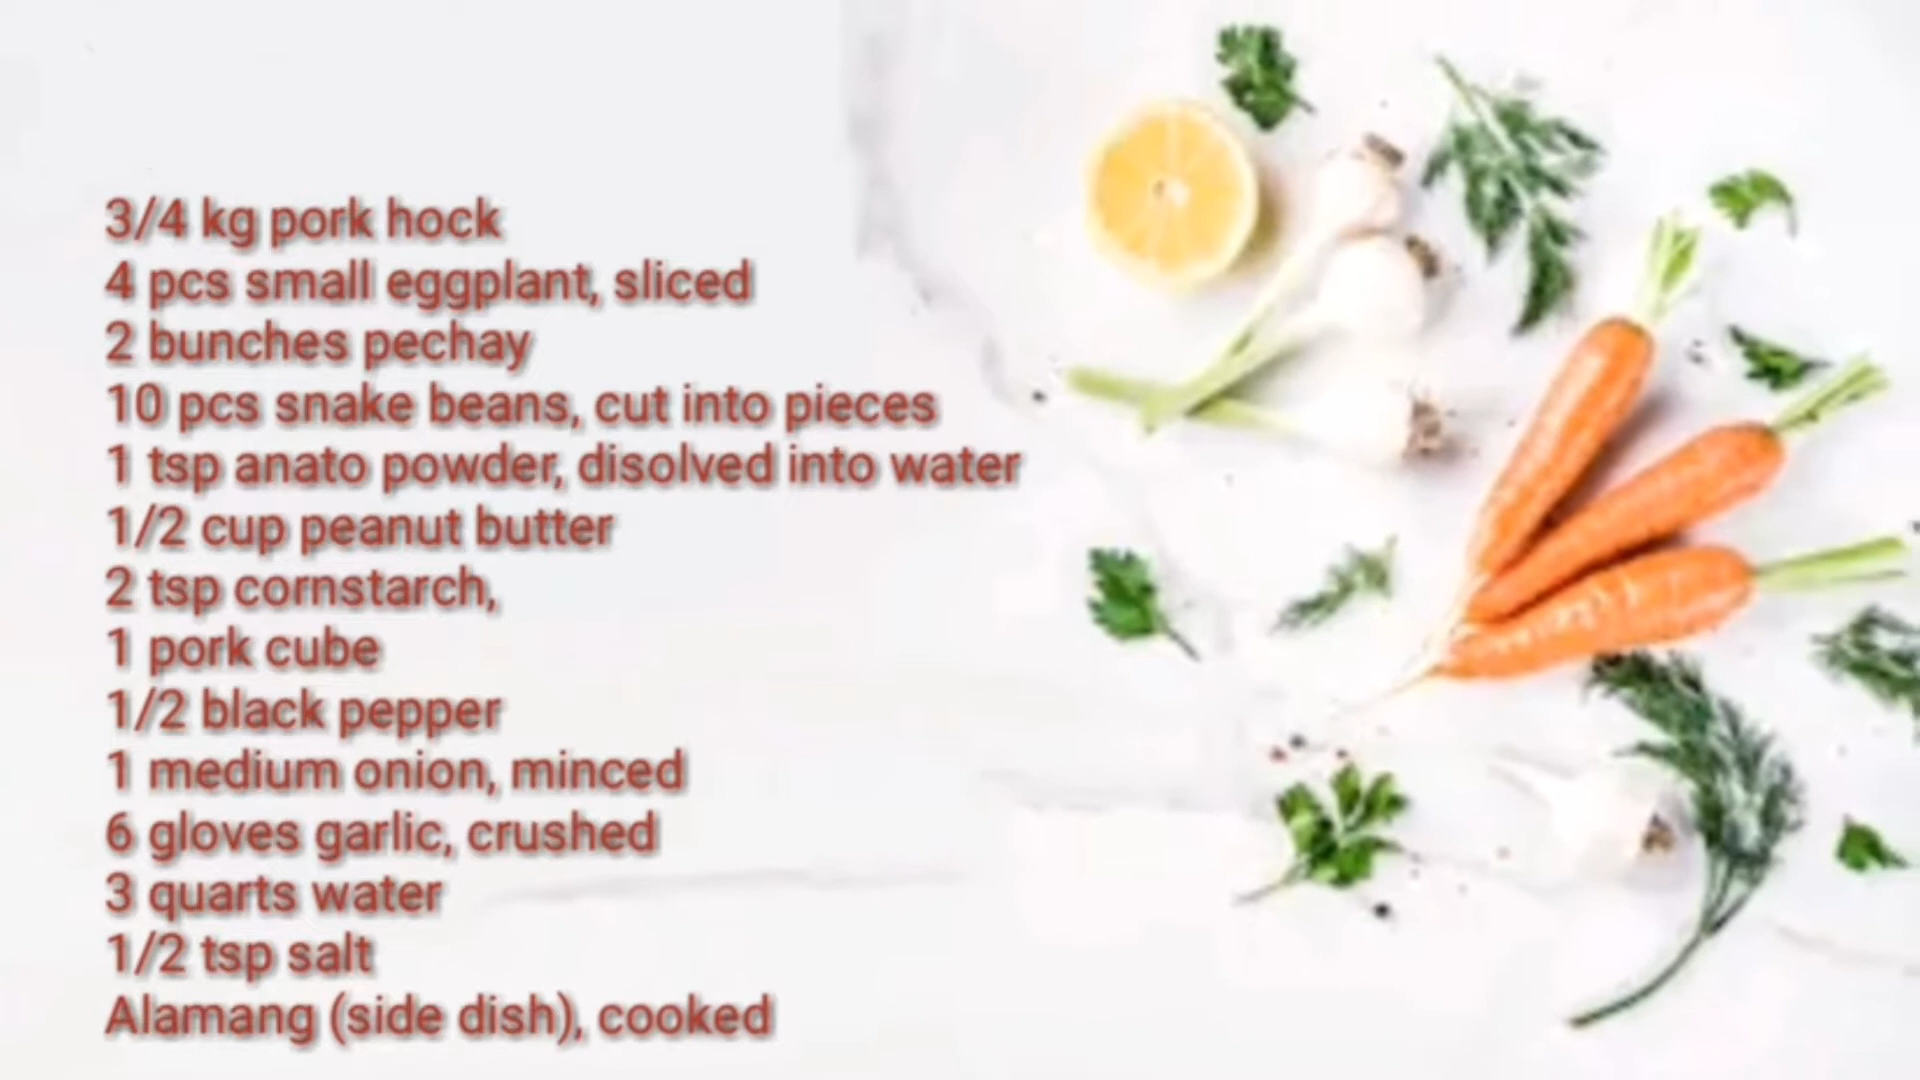 3/4 kg pork hock
4 pcs small eggplant, sliced
2 bunches pechay
10 pcs snake beans, cut into pieces
1 tsp anato powder, disolved into water
1/2 cup peanut butter
2 tsp cornstarch,
1 pork cube
1/2 black pepper
1 medium onion, minced
6 gloves garlic, crushed
3 quarts water
1/2 tsp salt
Alamang (side dish), cooked